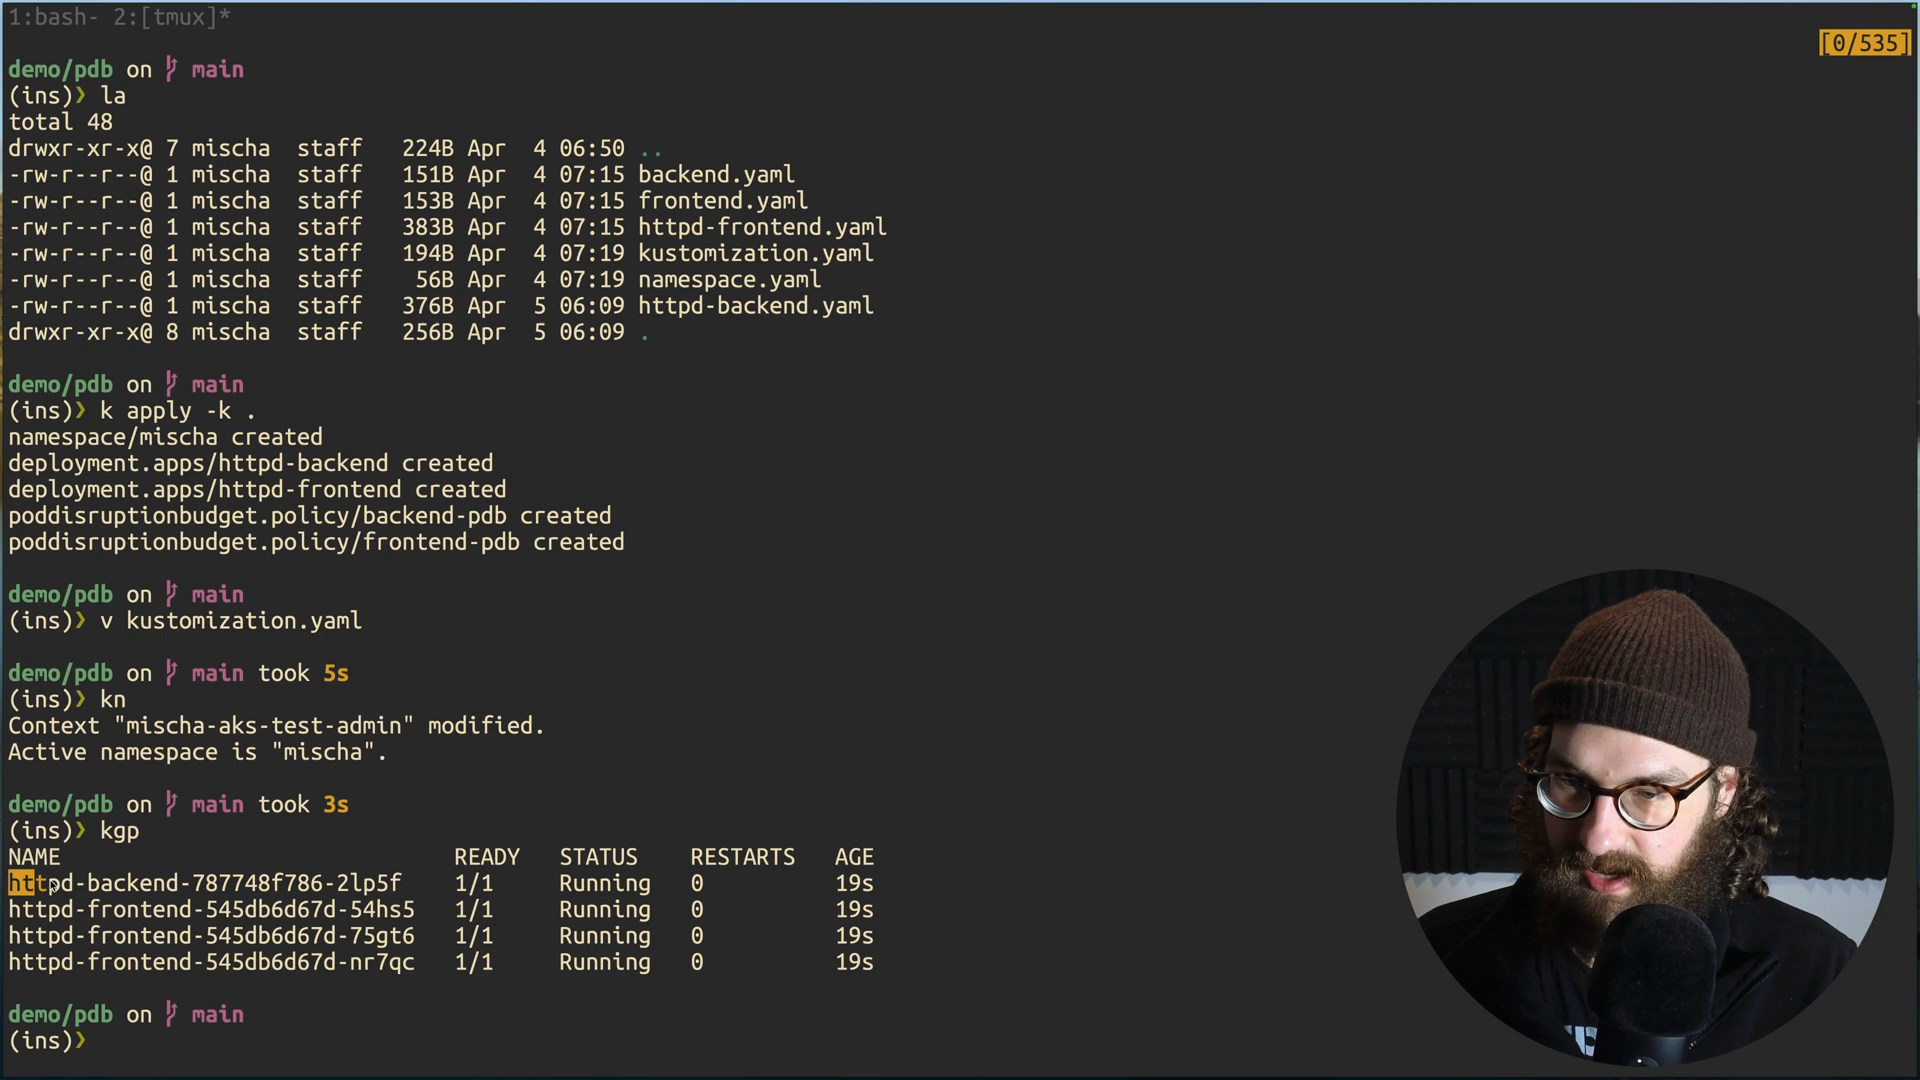 1:bash- 2:[tmux]*
[0/535]
demo/pdb on main
(ins)❯ la
total 48
drwxr-xr-x@ 7 mischa  staff   224B Apr  4 06:50 ..
-rw-r--r--@ 1 mischa  staff   151B Apr  4 07:15 backend.yaml
-rw-r--r--@ 1 mischa  staff   153B Apr  4 07:15 frontend.yaml
-rw-r--r--@ 1 mischa  staff   383B Apr  4 07:15 httpd-frontend.yaml
-rw-r--r--@ 1 mischa  staff   194B Apr  4 07:19 kustomization.yaml
-rw-r--r--@ 1 mischa  staff    56B Apr  4 07:19 namespace.yaml
-rw-r--r--@ 1 mischa  staff   376B Apr  5 06:09 httpd-backend.yaml
drwxr-xr-x@ 8 mischa  staff   256B Apr  5 06:09 .
demo/pdb on main
(ins)❯ k apply -k .
namespace/mischa created
deployment.apps/httpd-backend created
deployment.apps/httpd-frontend created
poddisruptionbudget.policy/backend-pdb created
poddisruptionbudget.policy/frontend-pdb created
demo/pdb on main
(ins)❯ v kustomization.yaml
demo/pdb on main took 5s
(ins)❯ kn
Context "mischa-aks-test-admin" modified.
Active namespace is "mischa".
demo/pdb on main took 3s
(ins)❯ kgp
NAME                              READY   STATUS    RESTARTS   AGE
httpd-backend-787748f786-2lp5f    1/1     Running   0          19s
httpd-frontend-545db6d67d-54hs5   1/1     Running   0          19s
httpd-frontend-545db6d67d-75gt6   1/1     Running   0          19s
httpd-frontend-545db6d67d-nr7qc   1/1     Running   0          19s
demo/pdb on main
(ins)❯